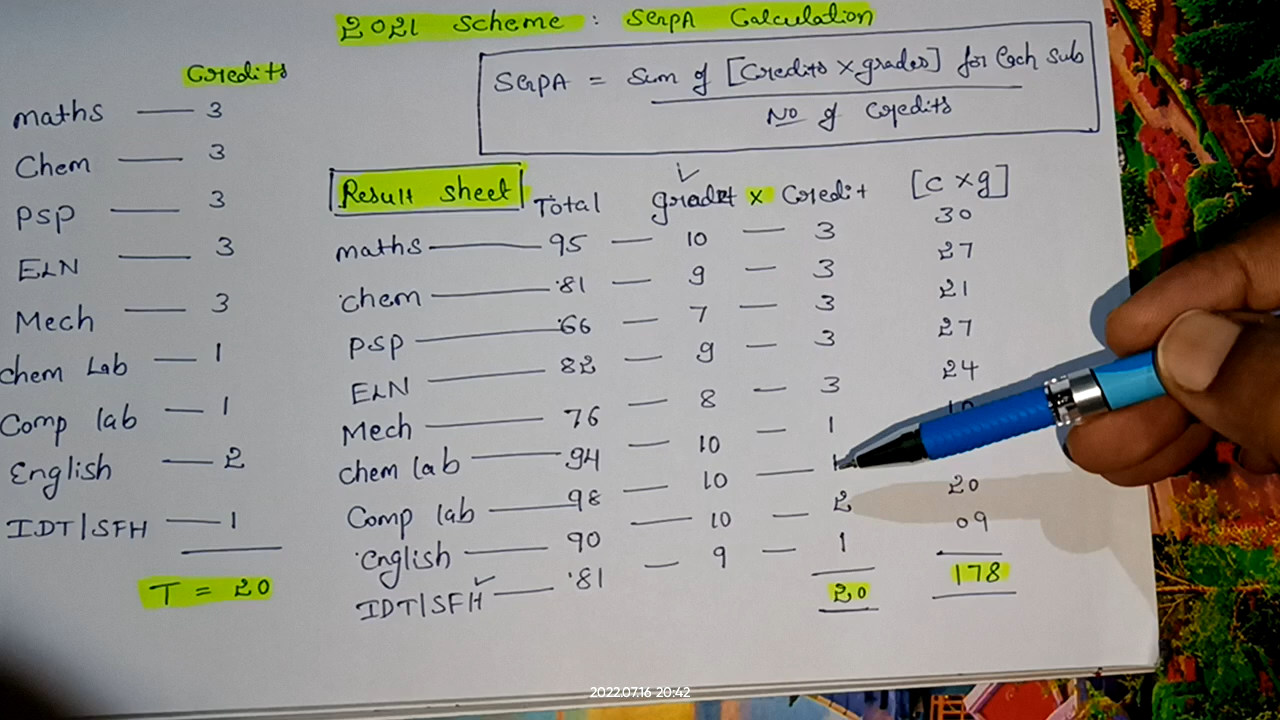 2021 Scheme : SGPA Calculation
Credits
maths — 3
Chem — 3
PSP — 3
ELN — 3
Mech — 3
chem Lab — 1
Comp lab — 1
English — 2
IDT/SFH — 1
T = 20
SGPA = Sum of [Credits × grades] for Each sub
No of Credits
Result sheet Total grade × Credit [C × g]
maths — 95 — 10 — 3 30
chem — 81 — 9 — 3 27
PSP — 66 — 7 — 3 21
ELN — 82 — 9 — 3 27
Mech — 76 — 8 — 3 24
chem lab — 94 — 10 — 1 10
Comp lab — 98 — 10 — 1
English — 90 — 10 — 2 20
IDT/SFH — 81 — 9 — 1 09
20 178
2022.07.16 20:42